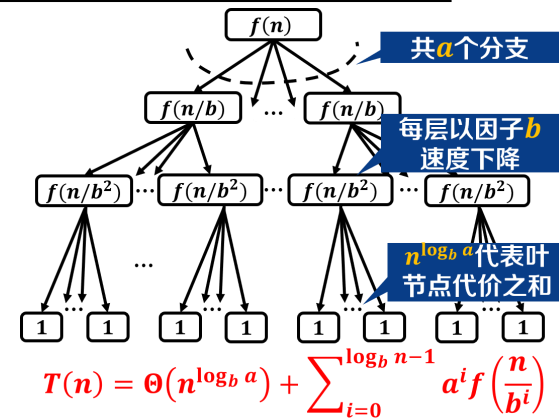 f(n)
共a个分支
f(n/b) ... f(n/b)
每层以因子b
速度下降
f(n/b²) ... f(n/b²) ... f(n/b²) ... f(n/b²)
...
n^{log_b a}代表叶
节点代价之和
... ... ... ...
1 1 1 1 1 1 1 1
T(n) = Θ(n^{log_b a}) + ∑_{i=0}^{log_b n−1} a^i f(n/b^i)